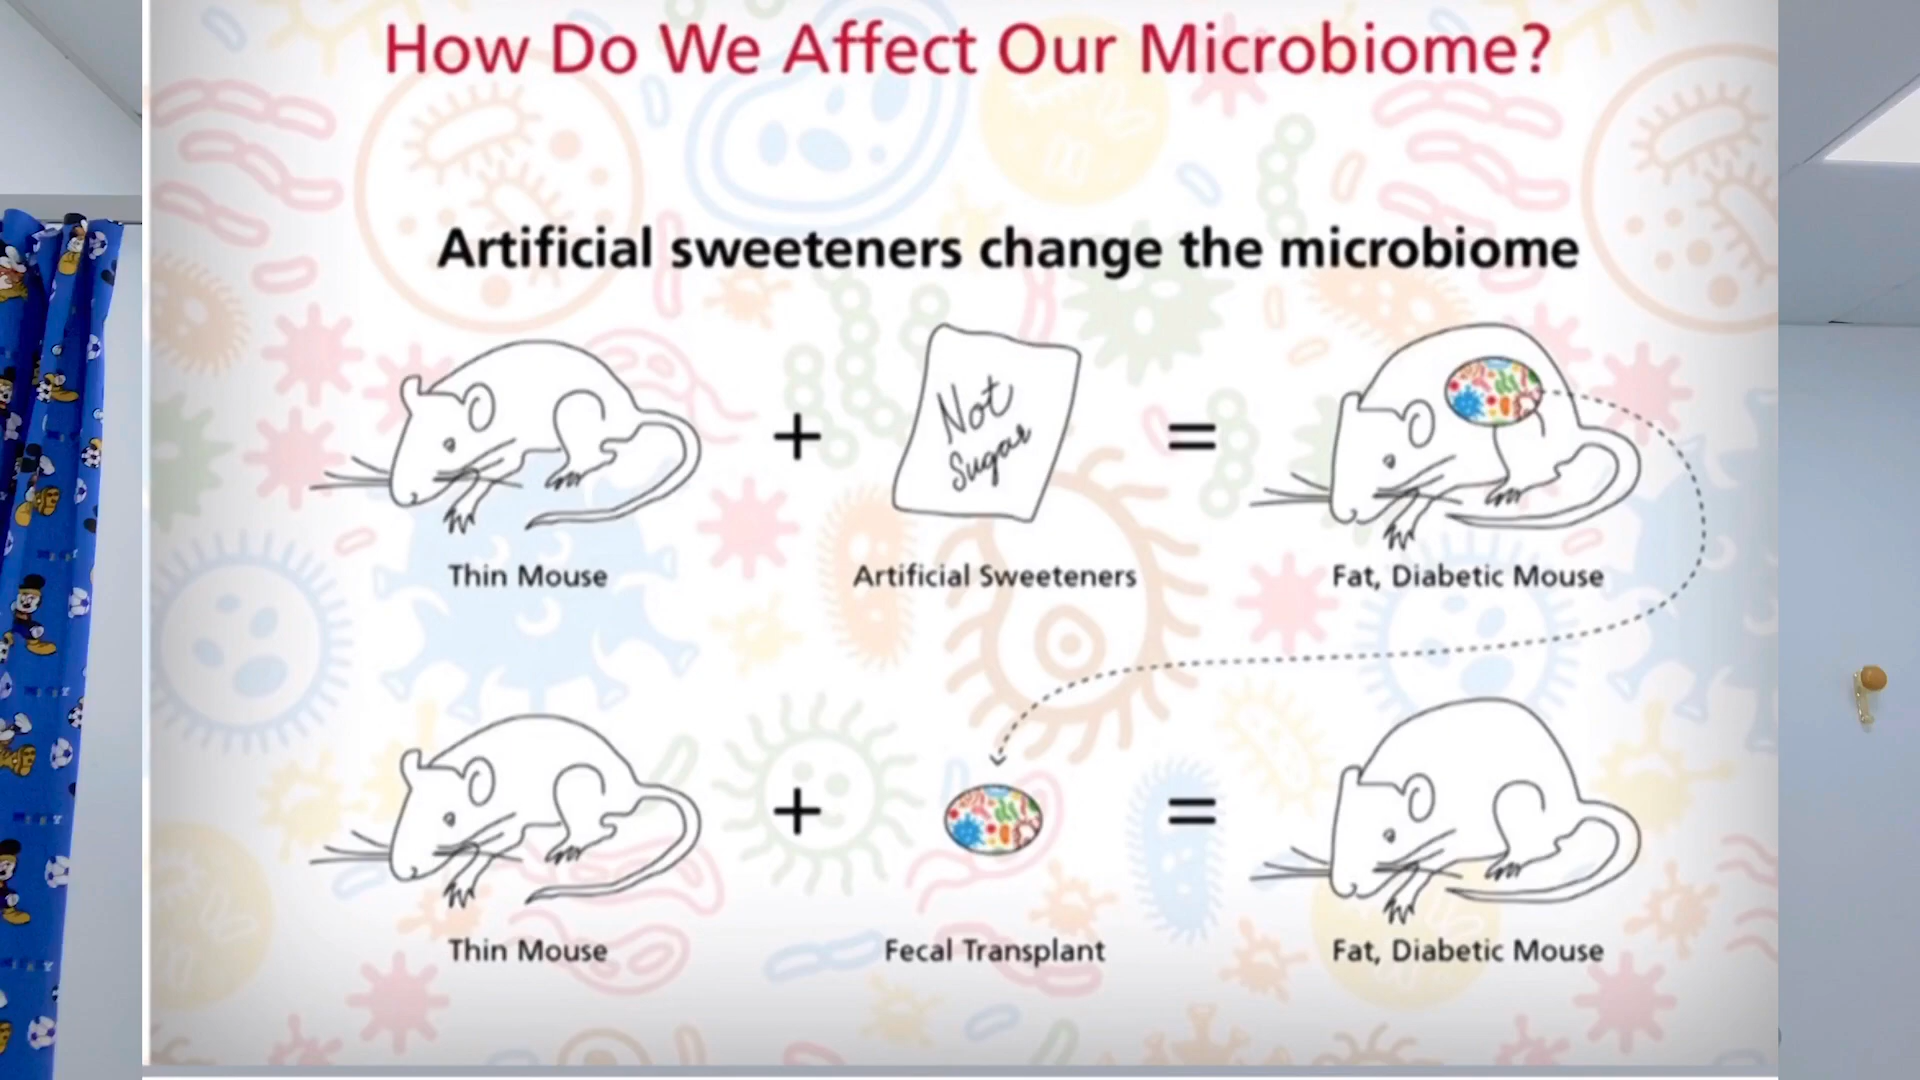 How Do We Affect Our Microbiome?
Artificial sweeteners change the microbiome
Not
Sugar
+
=
Thin Mouse
Artificial Sweeteners
Fat, Diabetic Mouse
+
=
Thin Mouse
Fecal Transplant
Fat, Diabetic Mouse